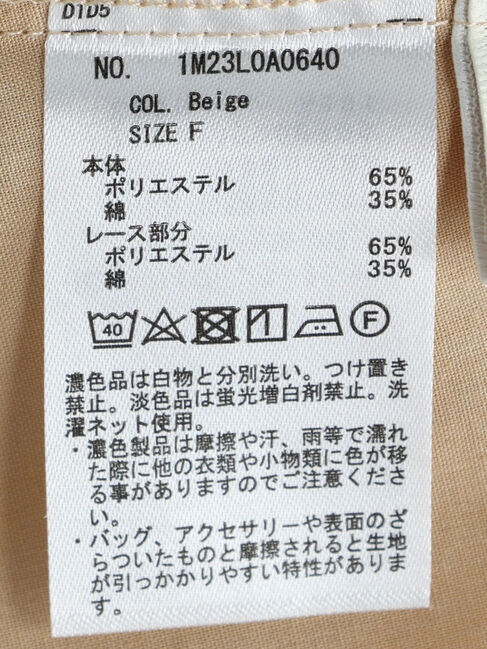 D1D5
NO. 1M23L0A0640
COL. Beige
SIZE F
本体
ポリエステル 65%
綿 35%
レース部分
ポリエステル 65%
綿 35%
40 F
濃色品は白物と分別洗い。つけ置き
禁止。淡色品は蛍光増白剤禁止。洗
濯ネット使用。
・濃色製品は摩擦や汗、雨等で濡れ
た際に他の衣類や小物類に色が移
る事がありますのでご注意くださ
い。
・バッグ、アクセサリーや表面のざ
らついたものと摩擦されると生地
が引っかかりやすい特性がありま
す。